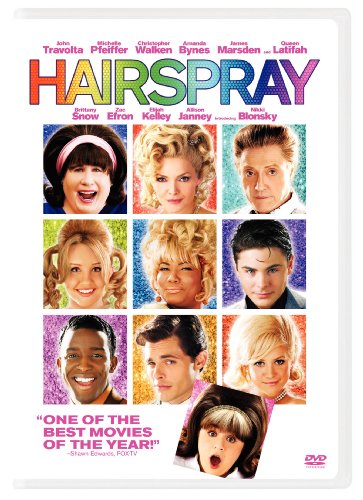 John Travolta Michelle Pfeiffer Christopher Walken Amanda Bynes James Marsden and Queen Latifah
HAIRSPRAY
Brittany Snow Zac Efron Elijah Kelley Allison Janney introducing Nikki Blonsky
"ONE OF THE
BEST MOVIES
OF THE YEAR!"
-Shawn Edwards, FOX-TV
DVD